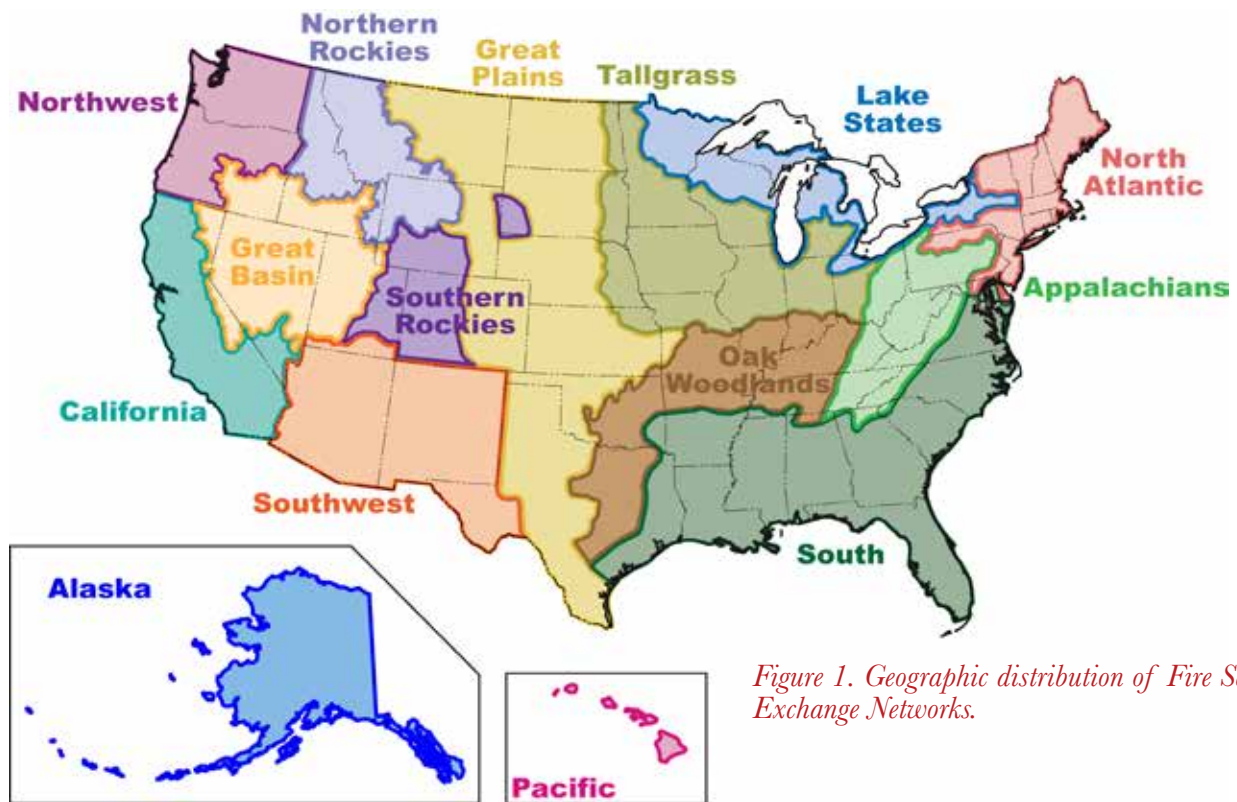 Northern
Rockies
Great
Plains
Tallgrass
Northwest
Lake
States
North
Atlantic
Great
Basin
Southern
Rockies
Appalachians
Oak
Woodlands
California
Southwest
South
Alaska
Pacific
Figure 1. Geographic distribution of Fire
Exchange Networks.